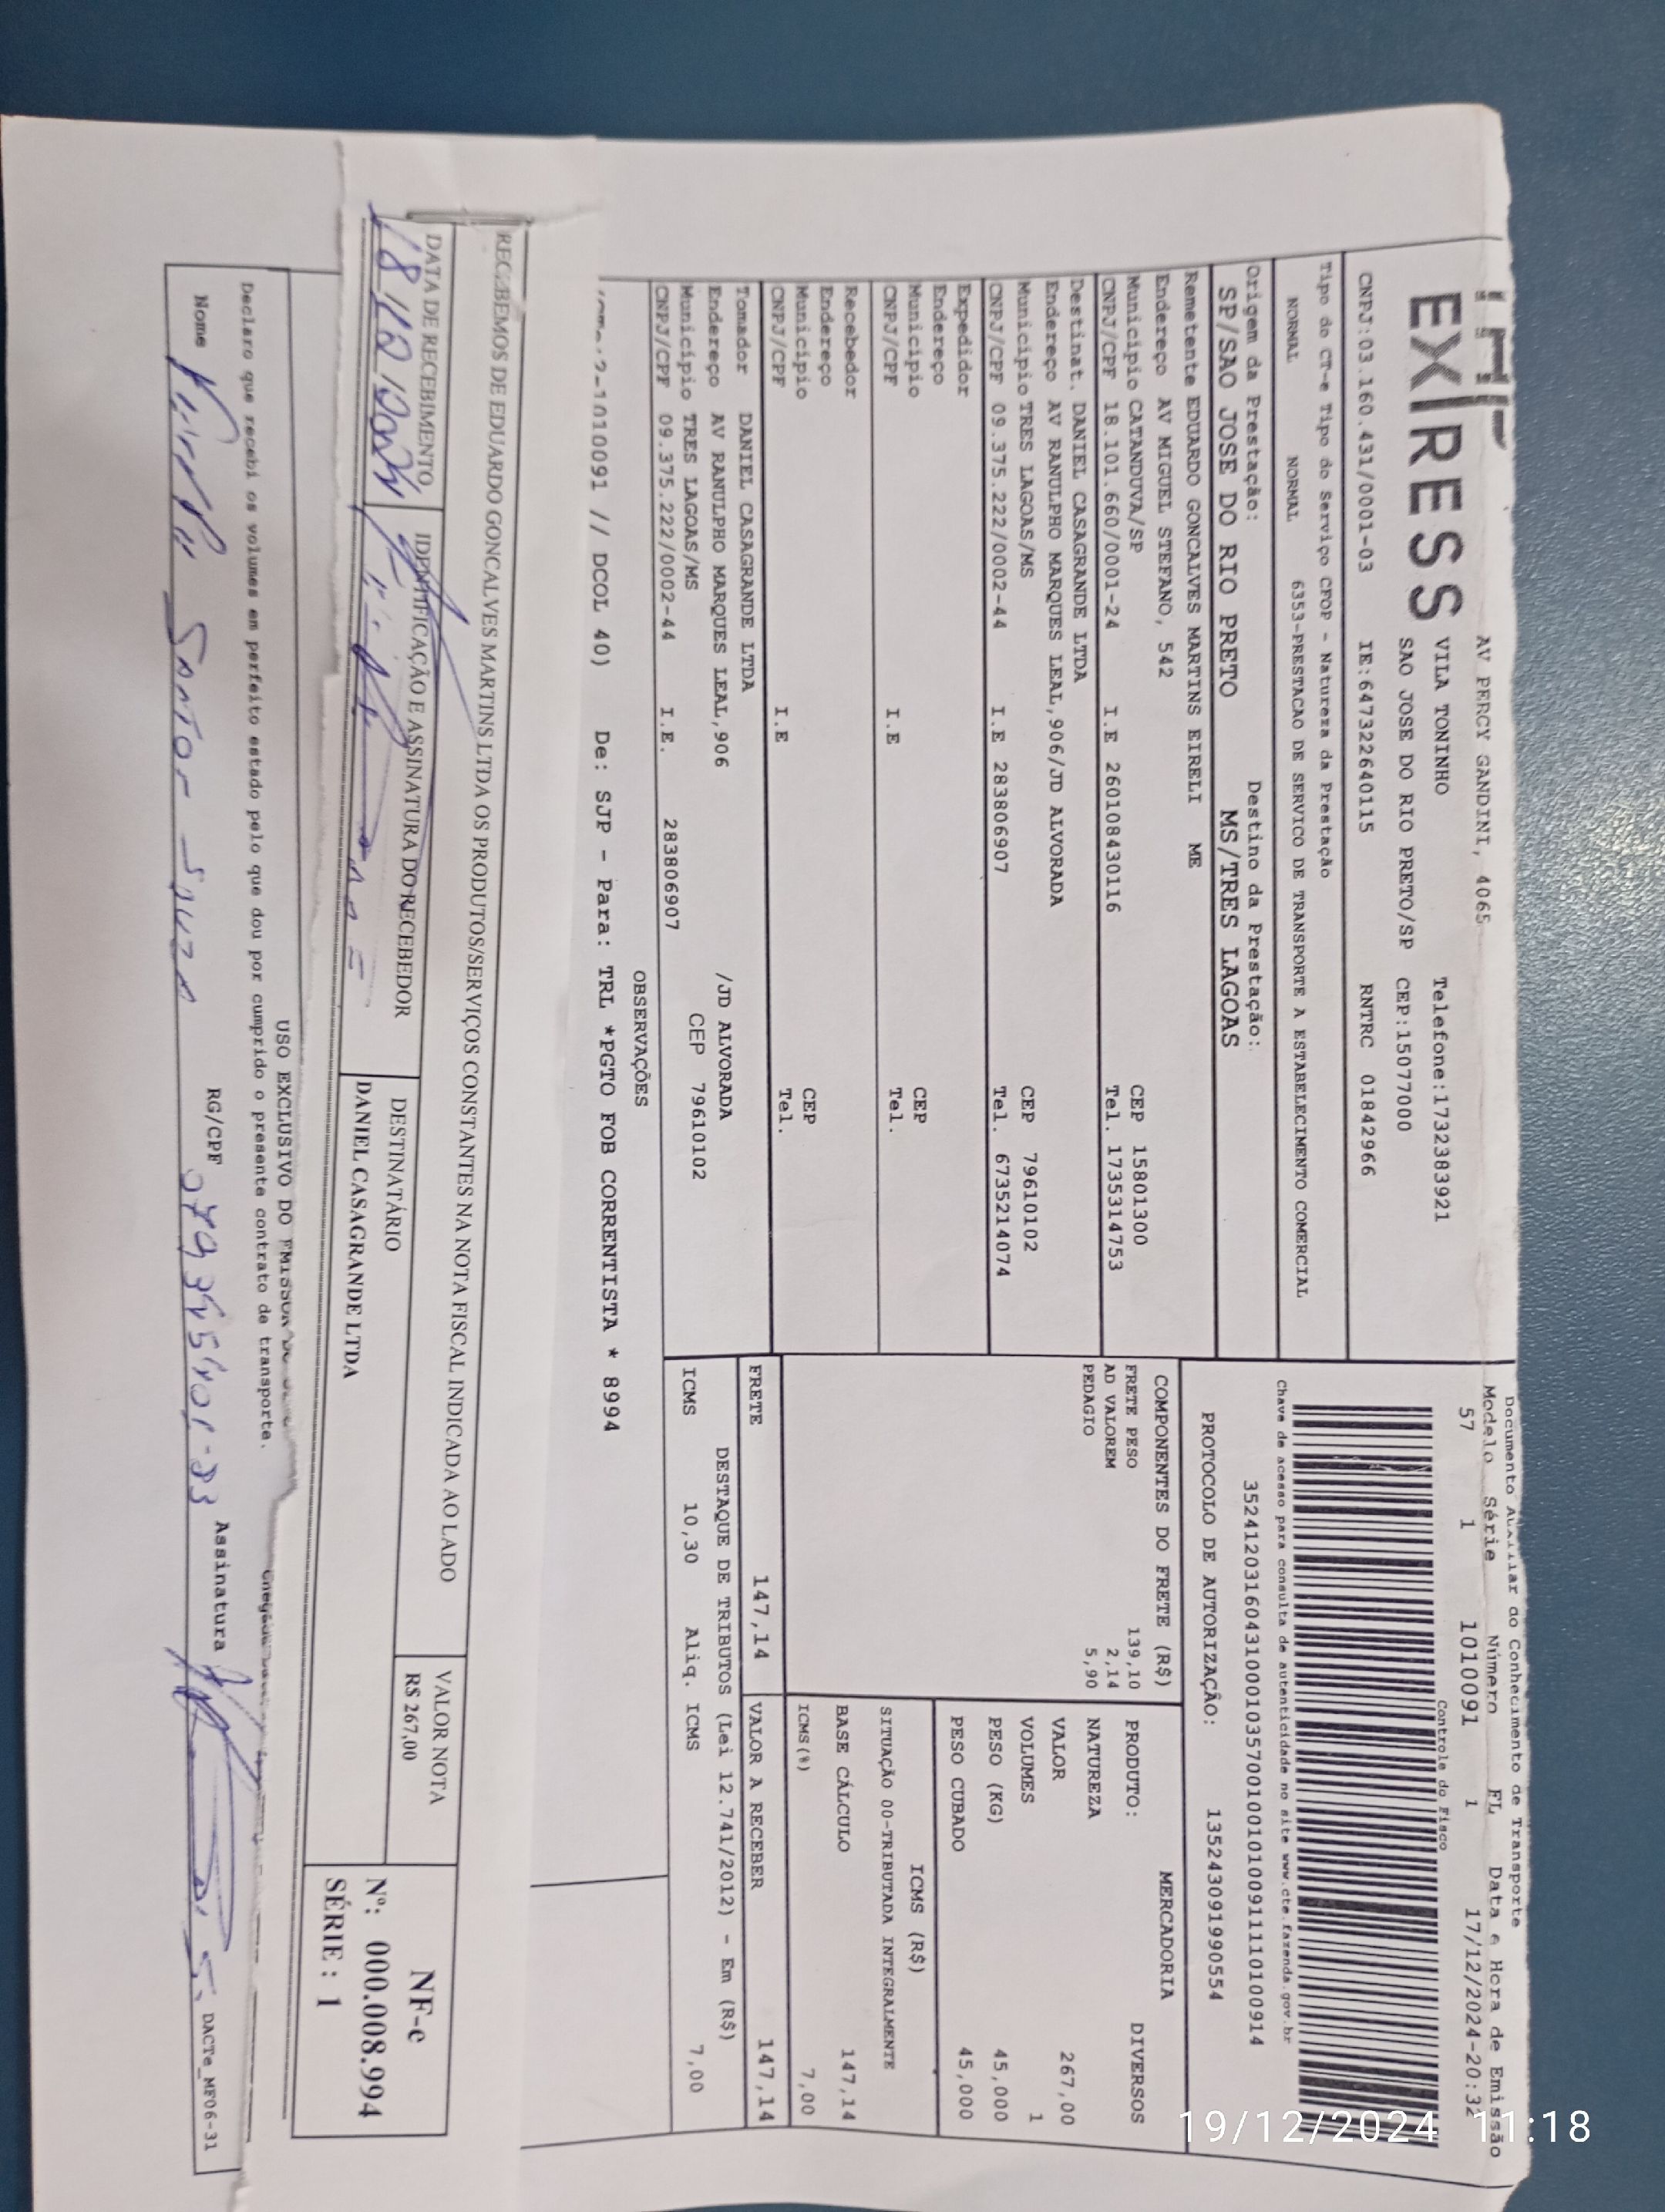 EXPRESS
AV PERCY GANDINI, 4065
VILA TONINHO Telefone:1732383921
SAO JOSE DO RIO PRETO/SP CEP:15077000
CNPJ:03.160.431/0001-03 IE:647322640115 RNTRC 01842966
Tipo do CT-e Tipo do Serviço CFOP - Natureza da Prestação
NORMAL NORMAL 6353-PRESTACAO DE SERVICO DE TRANSPORTE A ESTABELECIMENTO COMERCIAL
Origem da Prestação: Destino da Prestação:
SP/SAO JOSE DO RIO PRETO MS/TRES LAGOAS
Documento Auxiliar do Conhecimento de Transporte
Modelo Série Número FL Data e Hora de Emissão
57 1 1010091 1 17/12/2024-20:32
Controle do Fisco
Chave de acesso para consulta de autenticidade no site www.cte.fazenda.gov.br
35241203160431000103570010010100911110100914
PROTOCOLO DE AUTORIZAÇÃO: 135243091990554
Remetente EDUARDO GONCALVES MARTINS EIRELI ME
Endereço AV MIGUEL STEFANO, 542
Município CATANDUVA/SP CEP 15801300
CNPJ/CPF 18.101.660/0001-24 I.E 260108430116 Tel. 1735314753
Destinat. DANIEL CASAGRANDE LTDA
Endereço AV RANULPHO MARQUES LEAL,906/JD ALVORADA
Município TRES LAGOAS/MS CEP 79610102
CNPJ/CPF 09.375.222/0002-44 I.E 283806907 Tel. 6735214074
Expedidor
Endereço
Município CEP
CNPJ/CPF I.E Tel.
Recebedor
Endereço
Município CEP
CNPJ/CPF I.E Tel.
Tomador DANIEL CASAGRANDE LTDA
Endereço AV RANULPHO MARQUES LEAL,906 /JD ALVORADA
Município TRES LAGOAS/MS CEP 79610102
CNPJ/CPF 09.375.222/0002-44 I.E. 283806907
COMPONENTES DO FRETE (R$)
FRETE PESO 139,10
AD VALOREM 2,14
PEDAGIO 5,90
MERCADORIA
PRODUTO: DIVERSOS
NATUREZA
VALOR 267,00
VOLUMES 1
PESO (KG) 45,000
PESO CUBADO 45,000
ICMS (R$)
SITUAÇÃO 00-TRIBUTADA INTEGRALMENTE
BASE CÁLCULO 147,14
ICMS(%) 7,00
FRETE 147,14 VALOR A RECEBER 147,14
DESTAQUE DE TRIBUTOS (Lei 12.741/2012) - Em (R$)
ICMS 10,30 Aliq. ICMS 7,00
OBSERVAÇÕES
1010091 // DCOL 40) De: SJP - Para: TRL *PGTO FOB CORRENTISTA * 8994
RECEBEMOS DE EDUARDO GONCALVES MARTINS LTDA OS PRODUTOS/SERVIÇOS CONSTANTES NA NOTA FISCAL INDICADA AO LADO
DATA DE RECEBIMENTO IDENTIFICAÇÃO E ASSINATURA DO RECEBEDOR
18/12/2024
DESTINATÁRIO
DANIEL CASAGRANDE LTDA
VALOR NOTA
R$ 267,00
NF-e
Nº: 000.008.994
SÉRIE : 1
USO EXCLUSIVO DO EMISSOR DO
Declaro que recebi os volumes em perfeito estado pelo que dou por cumprido o presente contrato de transporte.
Nome Santos Souza RG/CPF Assinatura
DACTe_MF06-31
19/12/2024 11:18